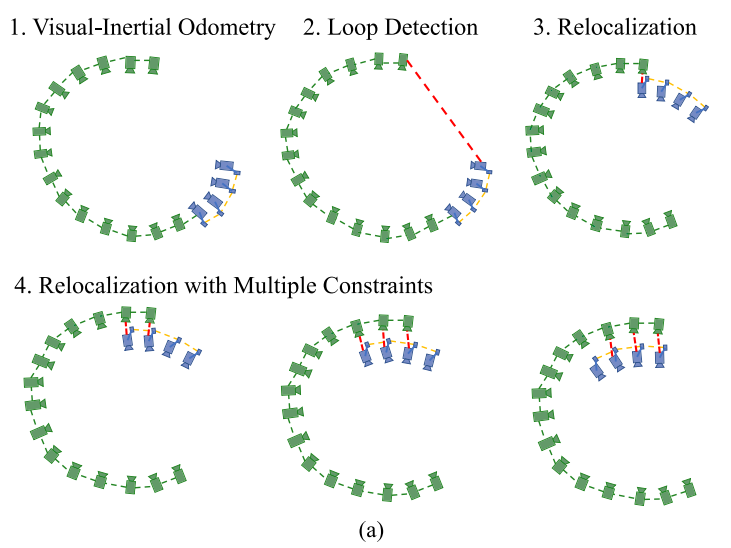 1. Visual-Inertial Odometry
2. Loop Detection
3. Relocalization
4. Relocalization with Multiple Constraints
(a)